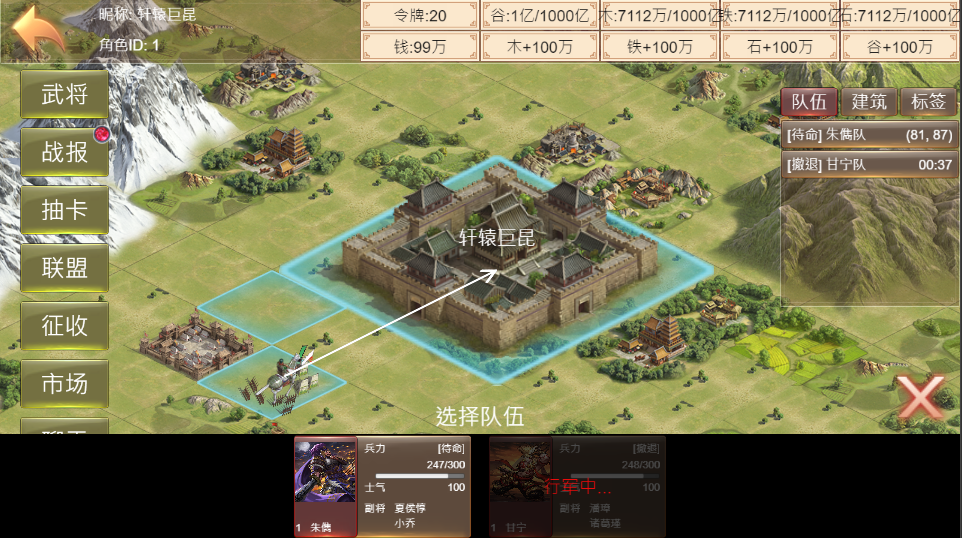 昵称: 轩辕巨昆
角色ID: 1
令牌:20
谷:1亿/1000亿
木:7112万/1000亿
铁:7112万/1000亿
石:7112万/1000亿
钱:99万
木+100万
铁+100万
石+100万
谷+100万
武将
战报
抽卡
联盟
征收
市场
队伍
建筑
标签
[待命] 朱儁队 (81, 87)
[撤退] 甘宁队 00:37
轩辕巨昆
选择队伍
兵力 [待命]
247/300
士气 100
副将 夏侯惇
小乔
1 朱儁
兵力 [撤退]
248/300
士气 100
行军中...
副将 潘璋
诸葛瑾
1 甘宁